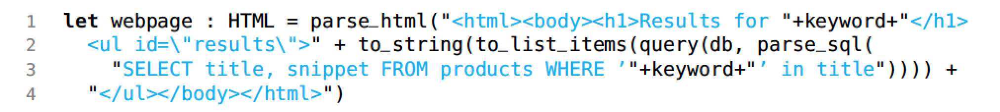 1 let webpage : HTML = parse_html("<html><body><h1>Results for "+keyword+"</h1>
2 <ul id=\"results\">" + to_string(to_list_items(query(db, parse_sql(
3 "SELECT title, snippet FROM products WHERE ’"+keyword+"’ in title")))) +
4 "</ul></body></html>")